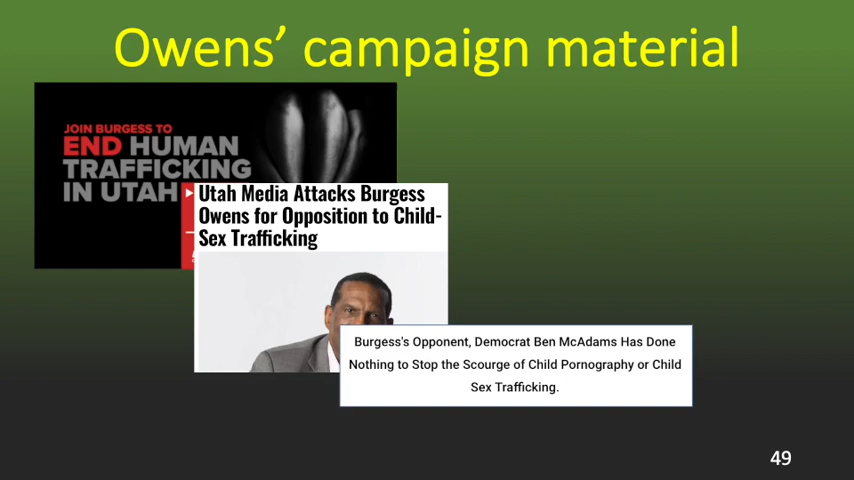 Owens’ campaign material
JOIN BURGESS TO
END HUMAN
TRAFFICKING
IN UTAH
Utah Media Attacks Burgess
Owens for Opposition to Child-
Sex Trafficking
Burgess's Opponent, Democrat Ben McAdams Has Done
Nothing to Stop the Scourge of Child Pornography or Child
Sex Trafficking.
49